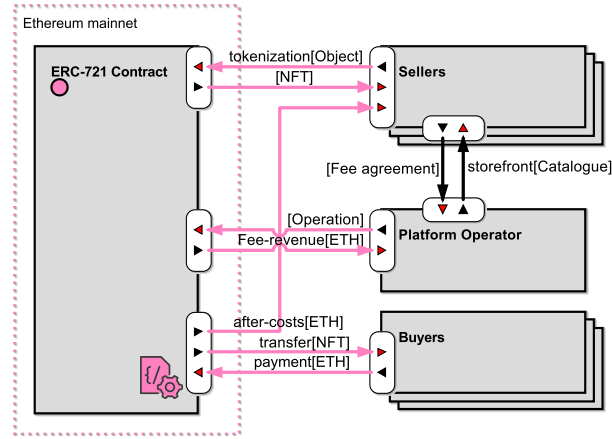 Ethereum mainnet
ERC-721 Contract
tokenization[Object]
[NFT]
Sellers
[Fee agreement]
storefront[Catalogue]
[Operation]
Fee-revenue[ETH]
Platform Operator
after-costs[ETH]
transfer[NFT]
payment[ETH]
Buyers
{/}